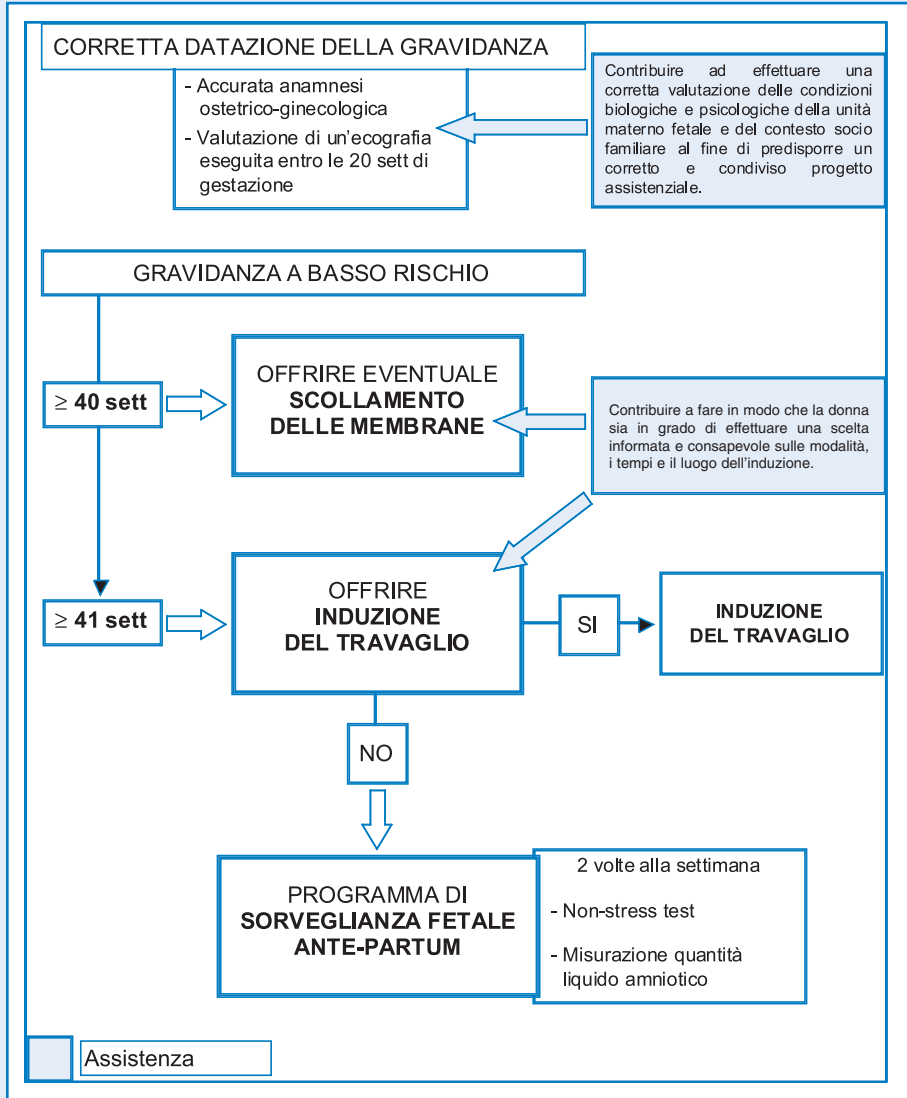 CORRETTA DATAZIONE DELLA GRAVIDANZA
- Accurata anamnesi
ostetrico-ginecologica
- Valutazione di un'ecografia
eseguita entro le 20 sett di
gestazione
Contribuire ad effettuare una
corretta valutazione delle condizioni
biologiche e psicologiche della unità
materno fetale e del contesto socio
familiare al fine di predisporre un
corretto e condiviso progetto
assistenziale.
GRAVIDANZA A BASSO RISCHIO
≥ 40 sett
OFFRIRE EVENTUALE
SCOLLAMENTO
DELLE MEMBRANE
Contribuire a fare in modo che la donna
sia in grado di effettuare una scelta
informata e consapevole sulle modalità,
i tempi e il luogo dell'induzione.
≥ 41 sett
OFFRIRE
INDUZIONE
DEL TRAVAGLIO
SI
INDUZIONE
DEL TRAVAGLIO
NO
PROGRAMMA DI
SORVEGLIANZA FETALE
ANTE-PARTUM
2 volte alla settimana
- Non-stress test
- Misurazione quantità
liquido amniotico
Assistenza